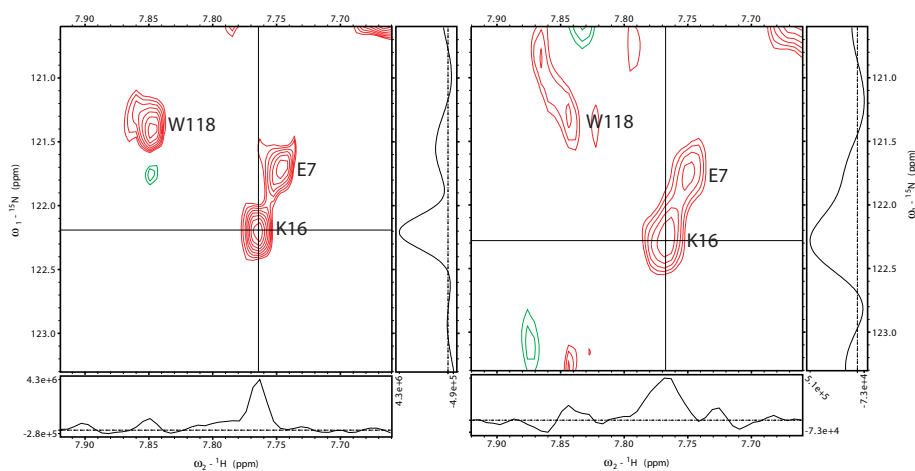 7.90 7.85 7.80 7.75 7.70
121.0
121.5
122.0
122.5
123.0
ω1 - 15N (ppm)
W118
E7
K16
4.3e+6
-4.9e+5
4.3e+6
-2.8e+5
7.90 7.85 7.80 7.75 7.70
ω2 - 1H (ppm)
7.90 7.85 7.80 7.75 7.70
W118
E7
K16
121.0
121.5
122.0
122.5
123.0
ω1 - 15N (ppm)
5.1e+5
-7.3e+4
-7.3e+4
7.90 7.85 7.80 7.75 7.70
ω2 - 1H (ppm)